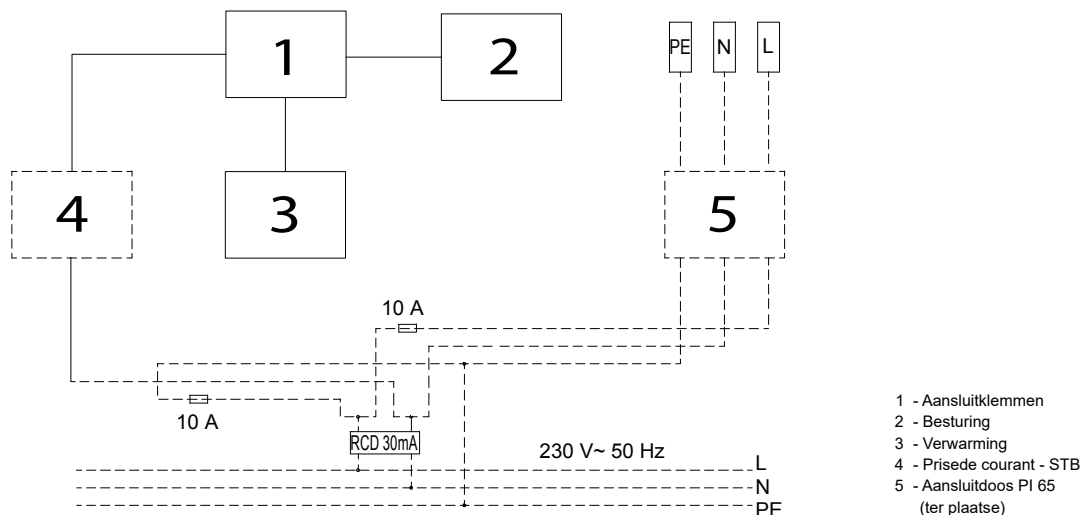 1
2
PE
N
L
4
3
5
10 A
10 A
RCD 30mA
230 V~ 50 Hz
L
N
PE
1 - Aansluitklemmen
2 - Besturing
3 - Verwarming
4 - Prisede courant - STB
5 - Aansluitdoos PI 65
(ter plaatse)